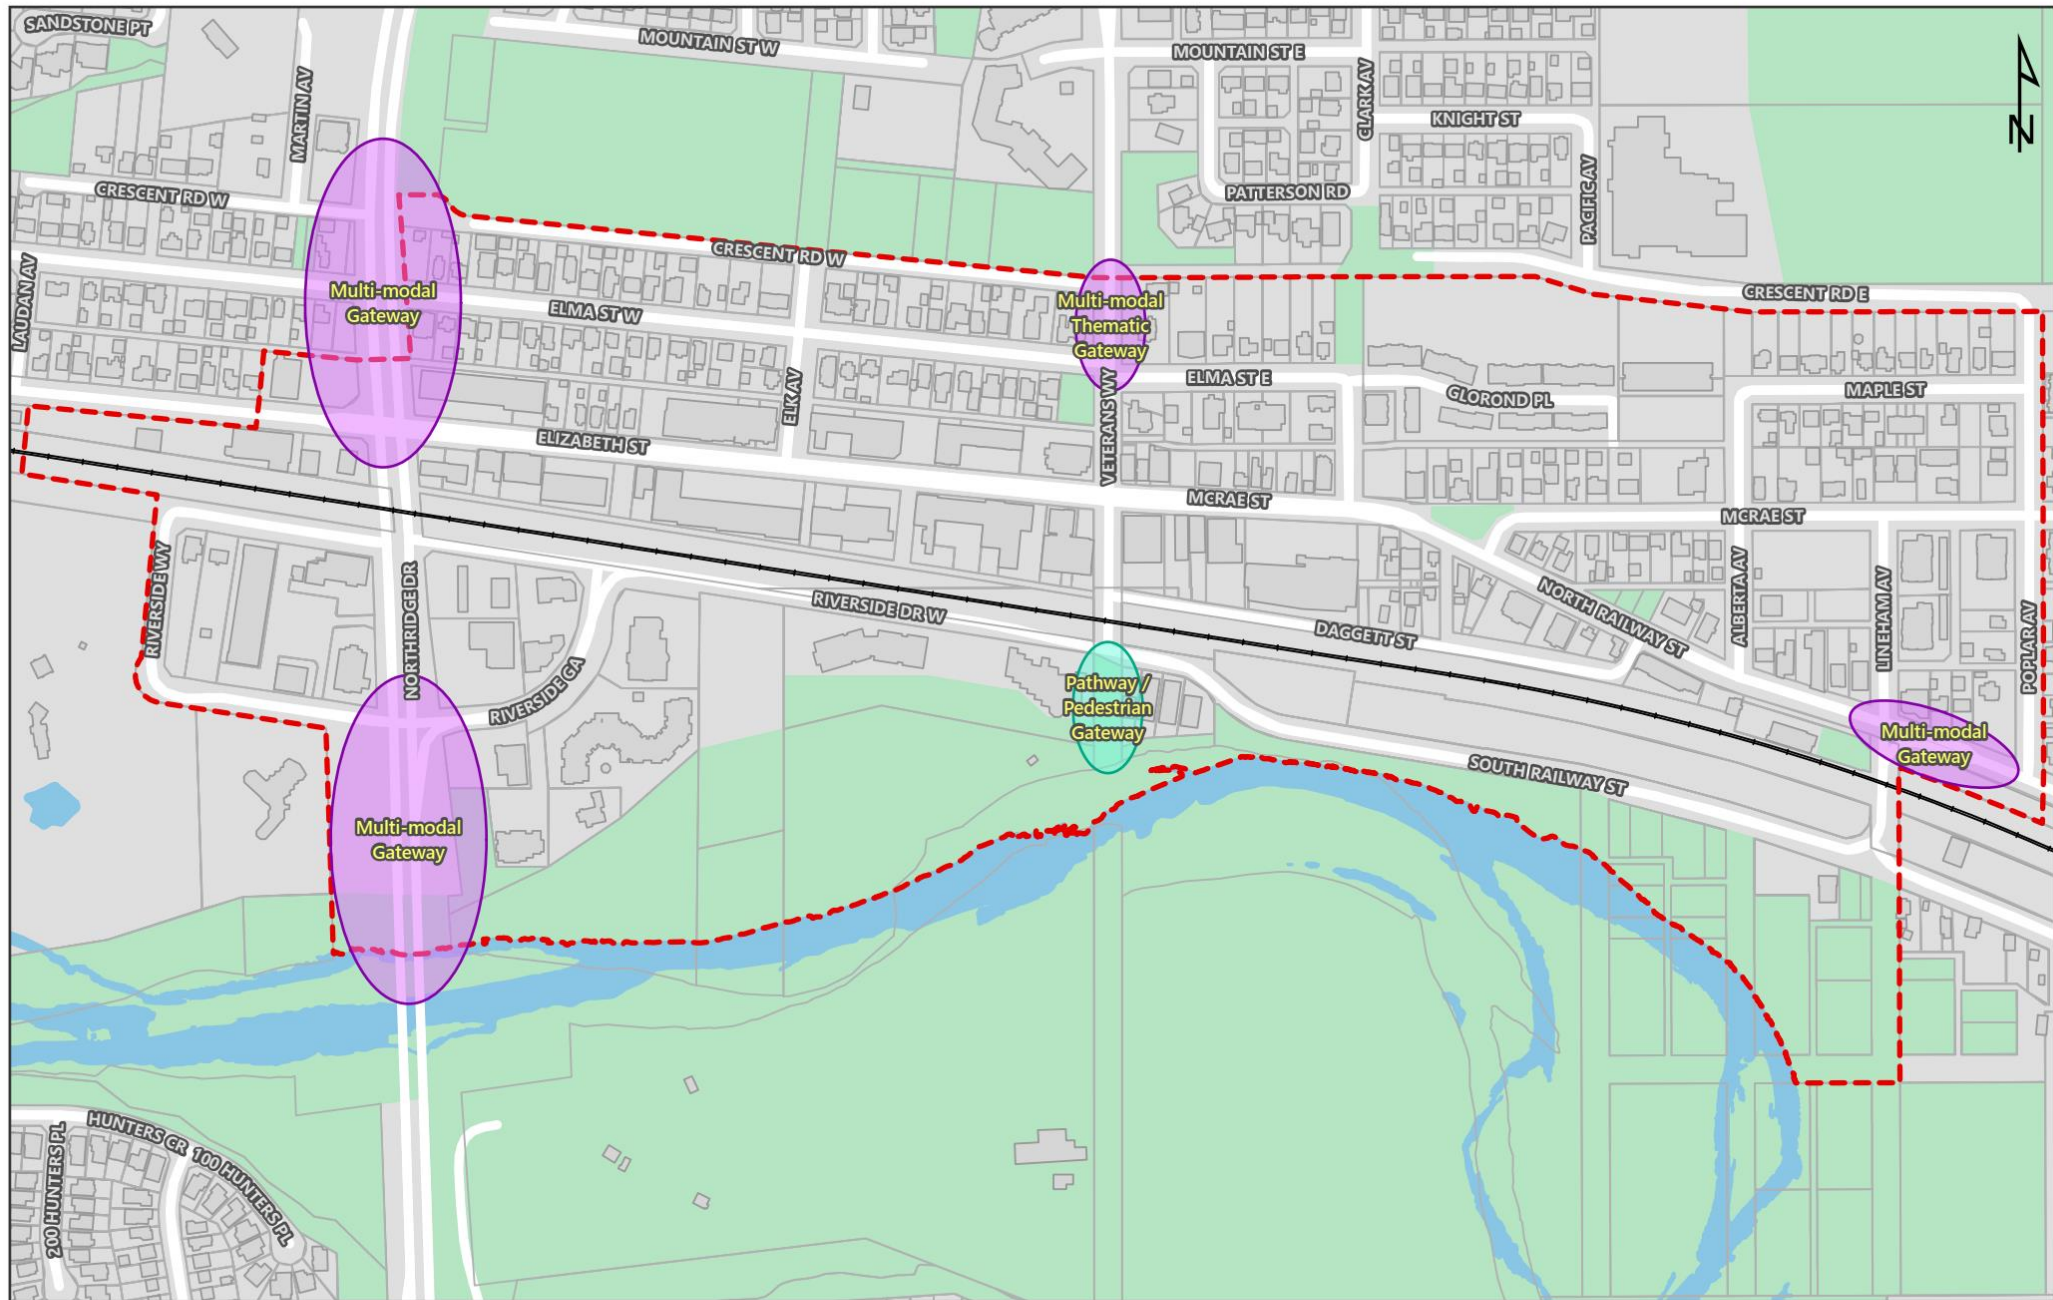 SANDSTONE PT
MOUNTAIN ST W
MOUNTAIN ST E
CLARK AV
MARTIN AV
KNIGHT ST
PACIFIC AV
CRESCENT RD W
PATTERSON RD
CRESCENT RD W
LAUDAN AV
Multi-modal
Gateway
ELMA ST W
Multi-modal
Thematic
Gateway
CRESCENT RD E
ELMA ST E
GLOROND PL
MAPLE ST
ELK AV
VETERANS WY
ELIZABETH ST
MCRAE ST
MCRAE ST
RIVERSIDE WY
NORTHRIDGE DR
RIVERSIDE DR W
DAGGETT ST
NORTH RAILWAY ST
ALBERTA AV
LINEHAM AV
POPLAR AV
RIVERSIDE GA
Pathway /
Pedestrian
Gateway
Multi-modal
Gateway
SOUTH RAILWAY ST
Multi-modal
Gateway
HUNTERS CR
100 HUNTERS PL
200 HUNTERS PL
N